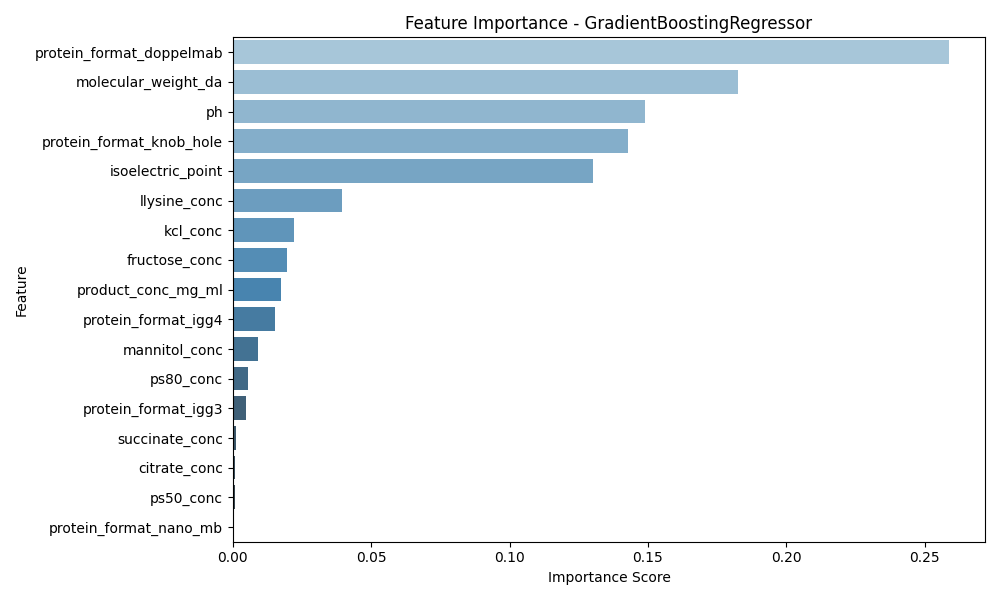 Feature Importance - GradientBoostingRegressor
protein_format_doppelmab
molecular_weight_da
ph
protein_format_knob_hole
isoelectric_point
llysine_conc
kcl_conc
fructose_conc
product_conc_mg_ml
protein_format_igg4
mannitol_conc
ps80_conc
protein_format_igg3
succinate_conc
citrate_conc
ps50_conc
protein_format_nano_mb
Feature
0.00 0.05 0.10 0.15 0.20 0.25
Importance Score